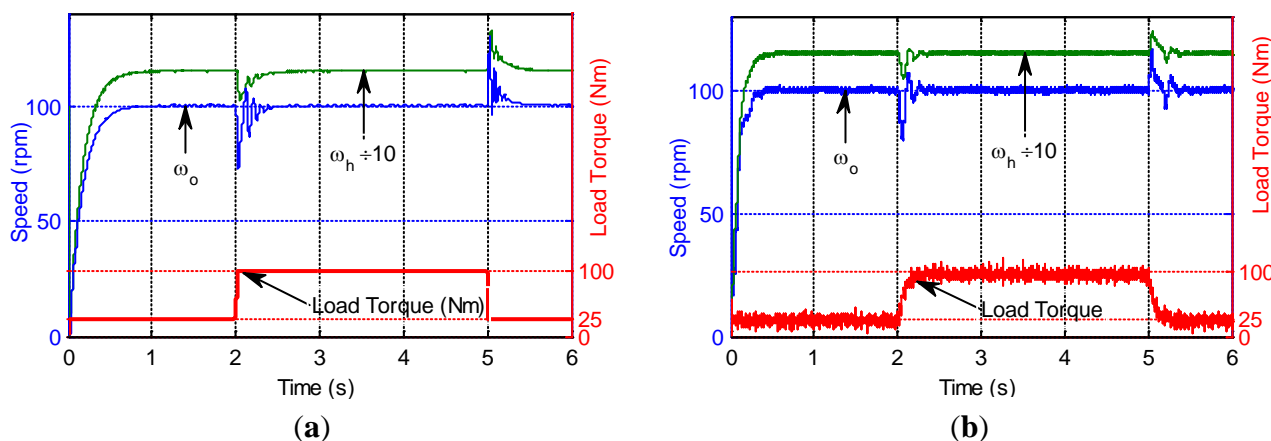 100
50
0
Speed (rpm)
ω_o
ω_h ÷10
Load Torque (Nm)
Load Torque (Nm)
100
25
0
0 1 2 3 4 5 6
Time (s)
(a)
100
50
0
Speed (rpm)
ω_o
ω_h ÷10
Load Torque
Load Torque (Nm)
100
25
0
0 1 2 3 4 5 6
Time (s)
(b)